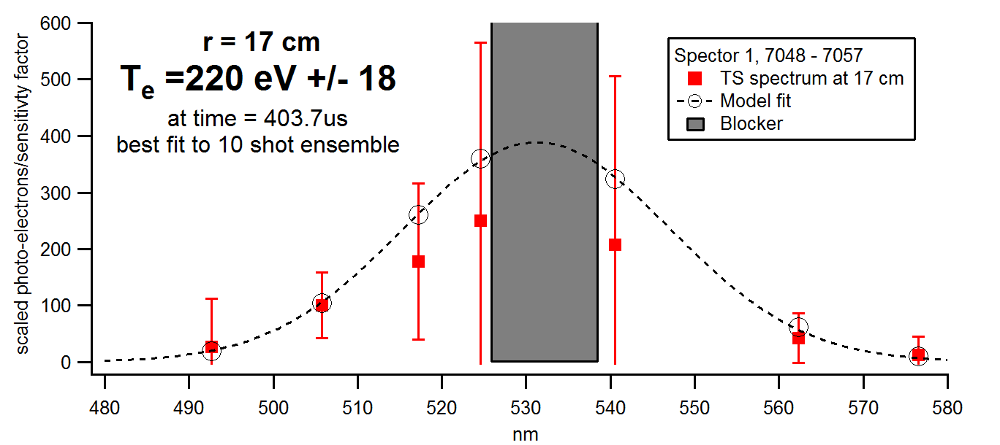 600
500
400
300
200
100
0
scaled photo-electrons/sensitivty factor
r = 17 cm
Te =220 eV +/- 18
at time = 403.7us
best fit to 10 shot ensemble
Spector 1, 7048 - 7057
TS spectrum at 17 cm
Model fit
Blocker
480 490 500 510 520 530 540 550 560 570 580
nm